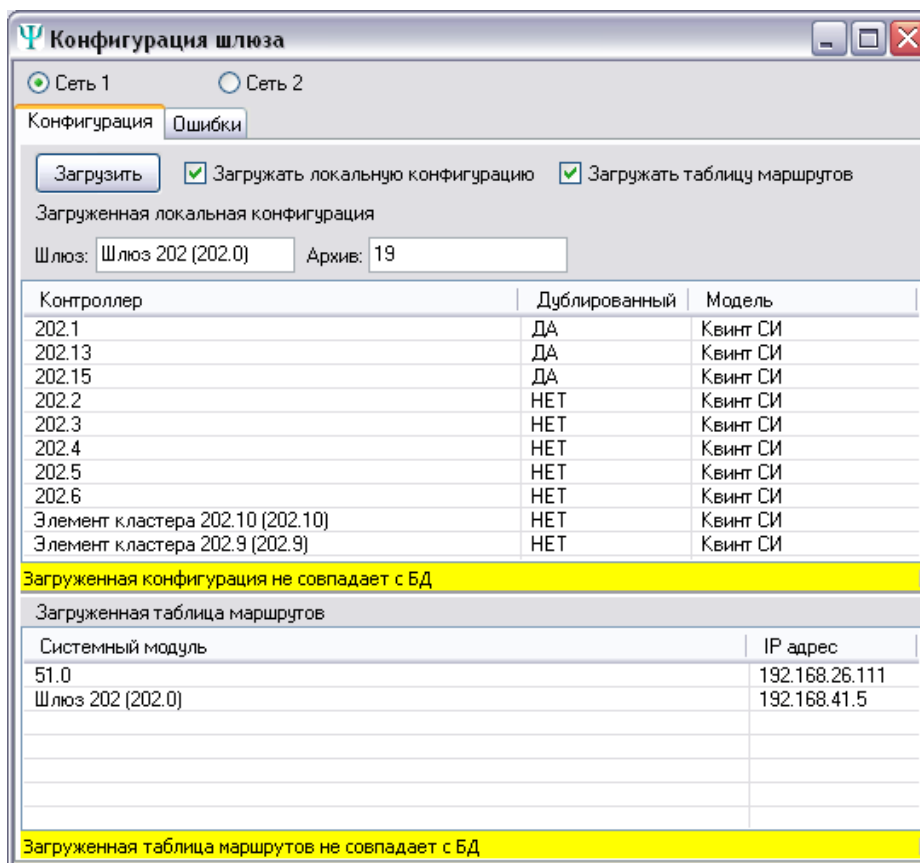 Ψ Конфигурация шлюза
Сеть 1 Сеть 2
Конфигурация Ошибки
Загрузить Загружать локальную конфигурацию Загружать таблицу маршрутов
Загруженная локальная конфигурация
Шлюз: Шлюз 202 (202.0) Архив: 19
Контроллер Дублированный Модель
202.1 ДА Квинт СИ
202.13 ДА Квинт СИ
202.15 ДА Квинт СИ
202.2 НЕТ Квинт СИ
202.3 НЕТ Квинт СИ
202.4 НЕТ Квинт СИ
202.5 НЕТ Квинт СИ
202.6 НЕТ Квинт СИ
Элемент кластера 202.10 (202.10) НЕТ Квинт СИ
Элемент кластера 202.9 (202.9) НЕТ Квинт СИ
Загруженная конфигурация не совпадает с БД
Загруженная таблица маршрутов
Системный модуль IP адрес
51.0 192.168.26.111
Шлюз 202 (202.0) 192.168.41.5
Загруженная таблица маршрутов не совпадает с БД